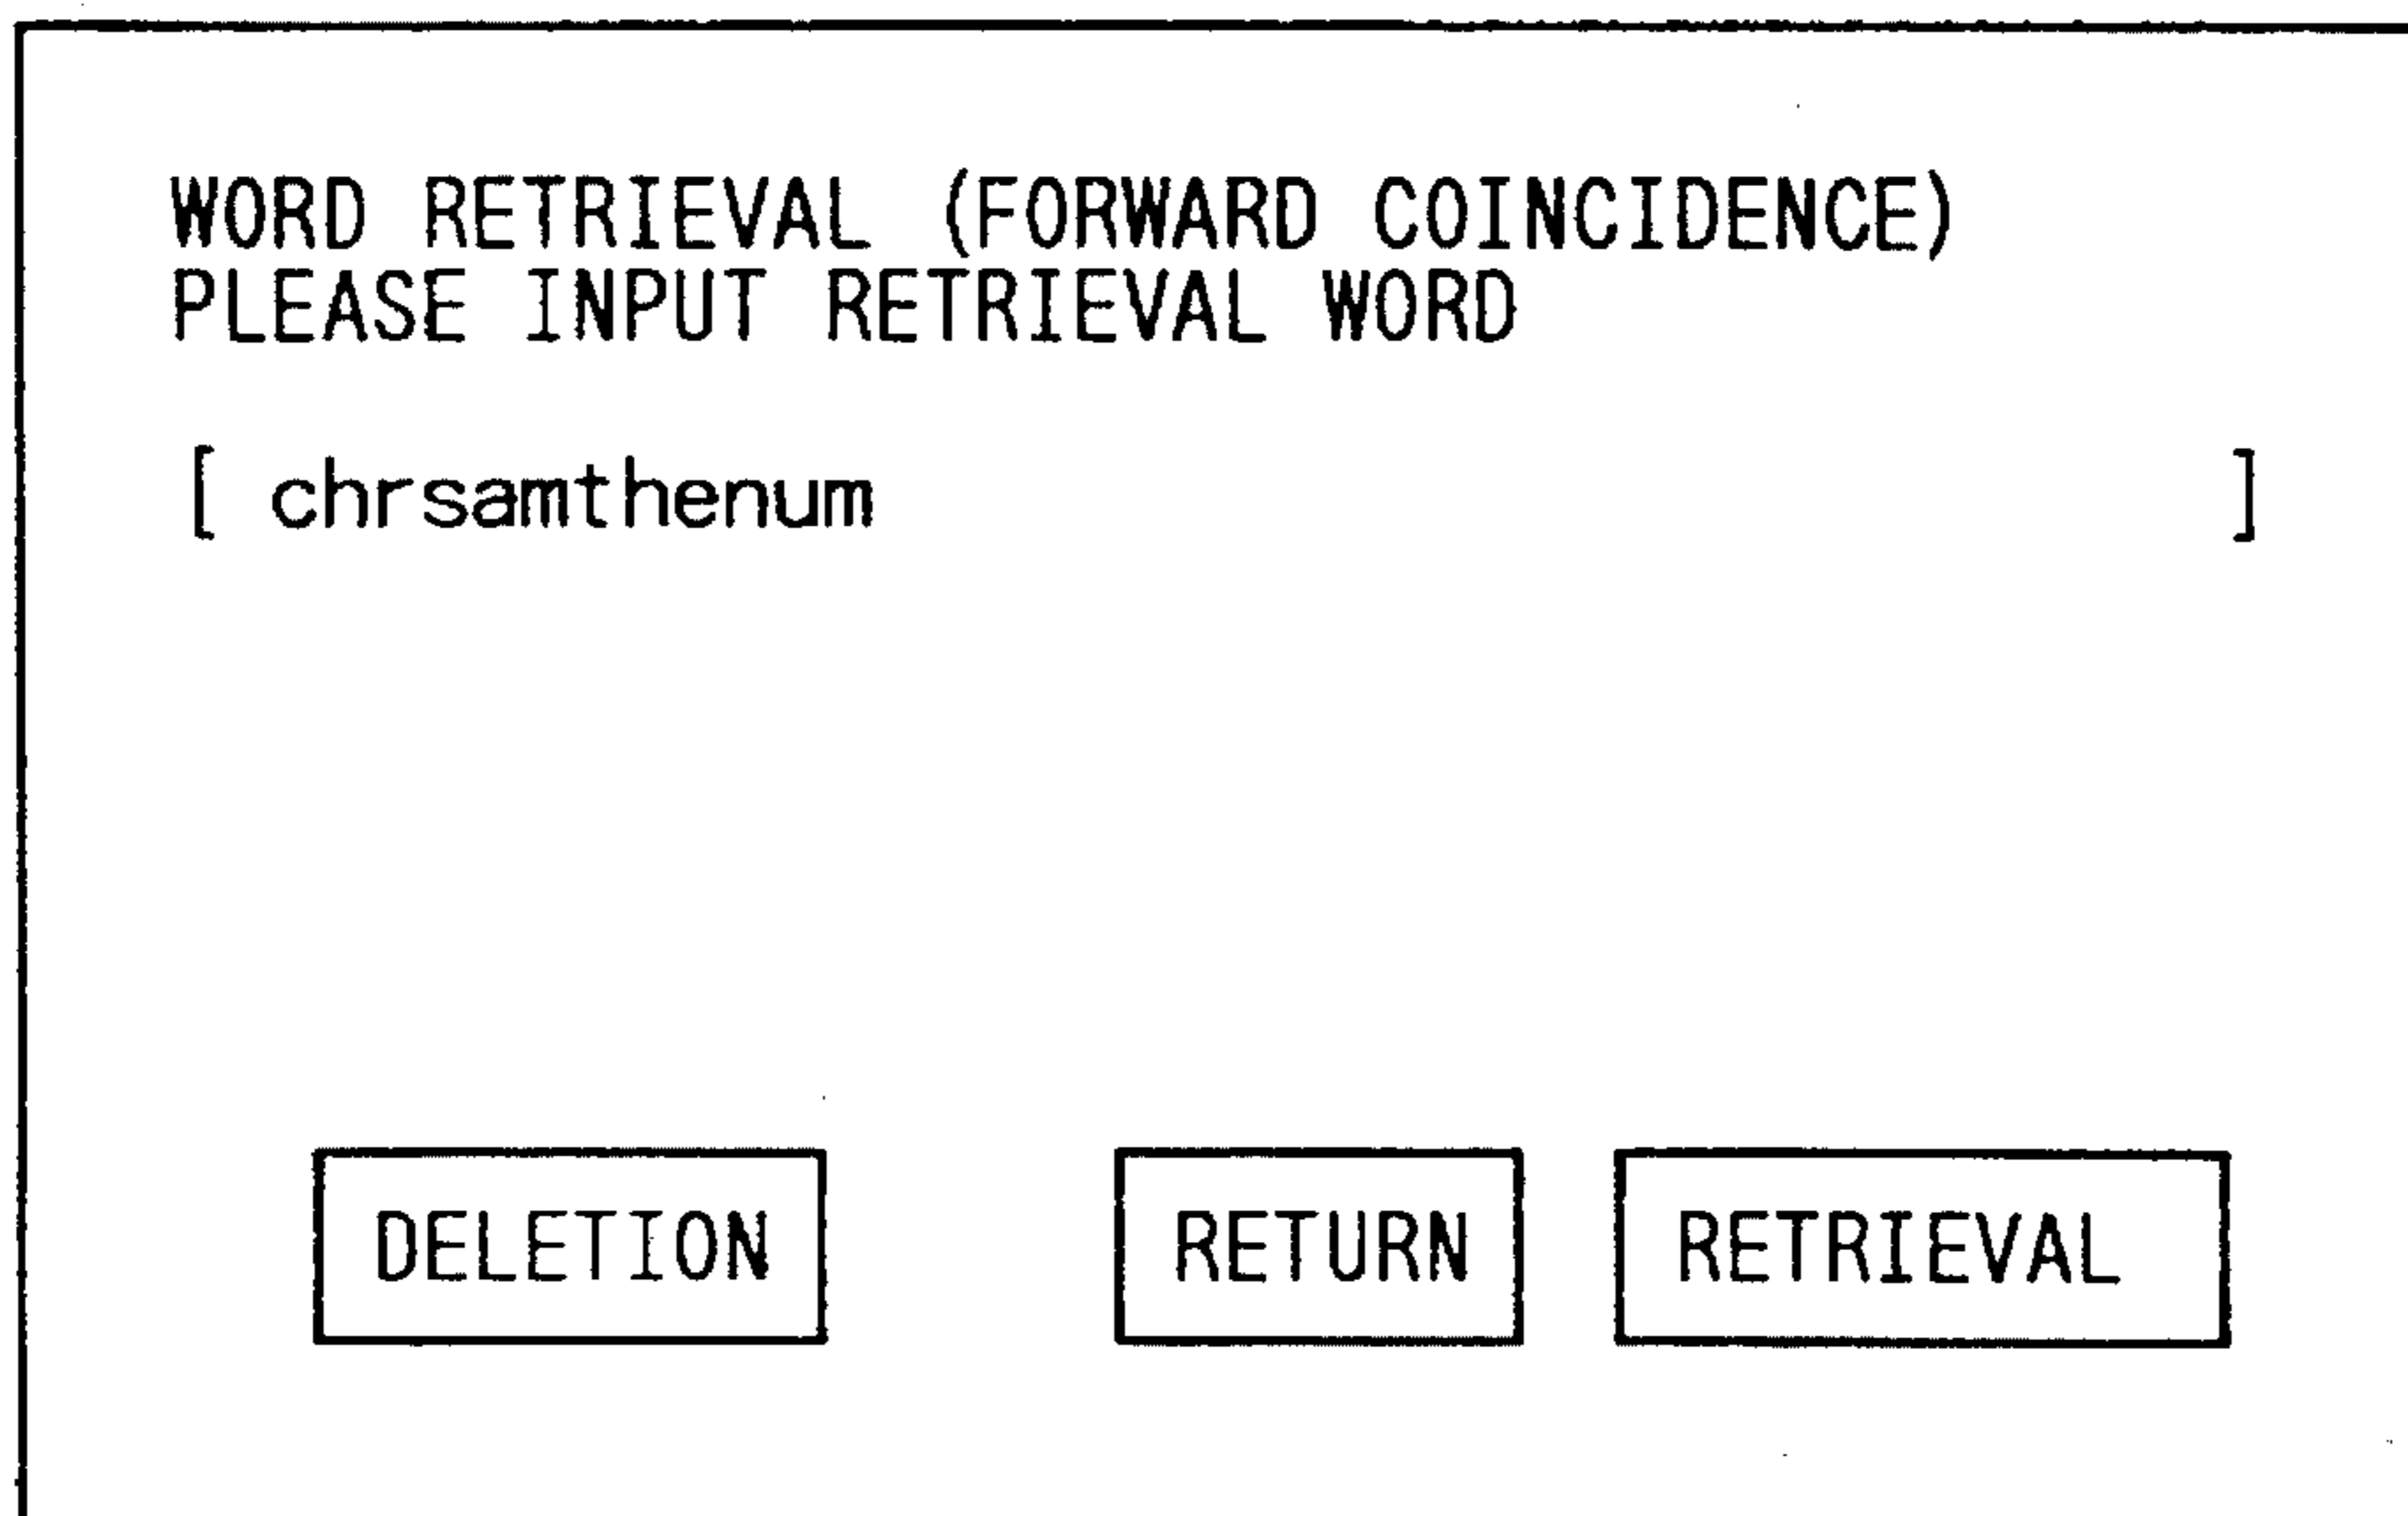 WORD RETRIEVAL (FORWARD COINCIDENCE)
PLEASE INPUT RETRIEVAL WORD
[ chrsamthenum ]
DELETION RETURN RETRIEVAL